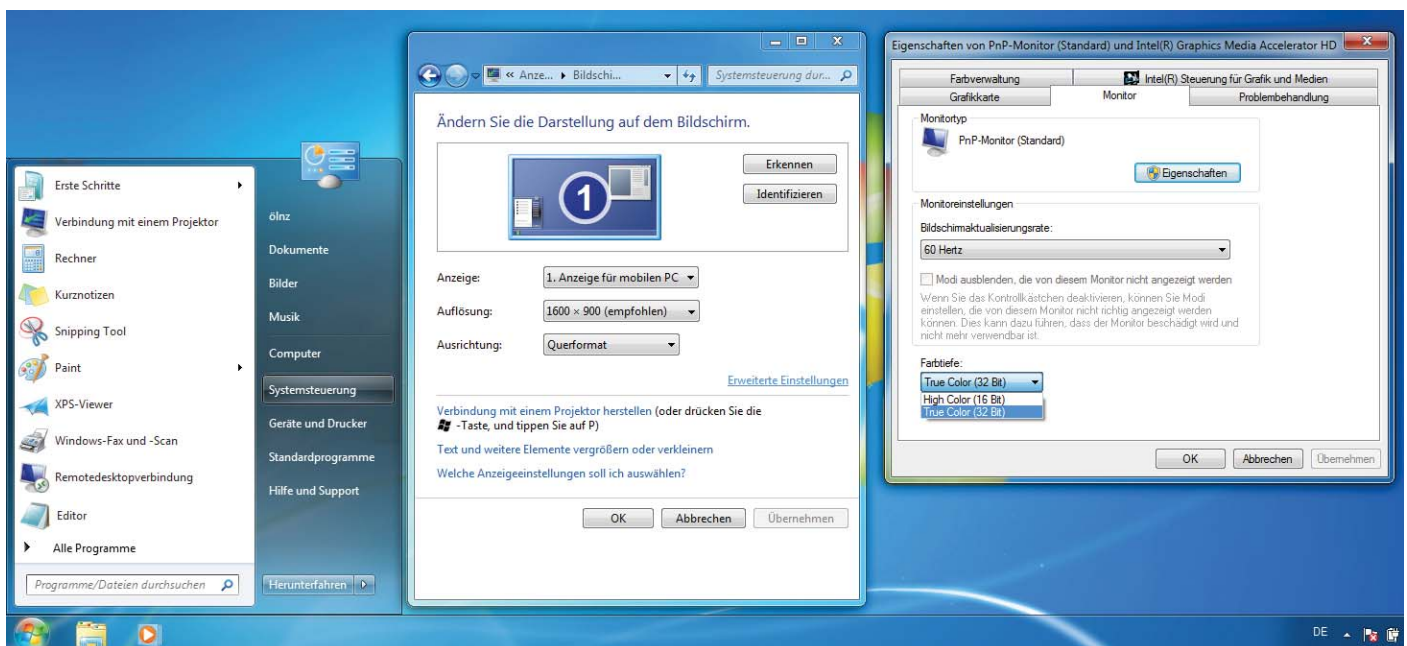 Erste Schritte
Verbindung mit einem Projektor
Rechner
Kurznotizen
Snipping Tool
Paint
XPS-Viewer
Windows-Fax und -Scan
Remotedesktopverbindung
Editor
Alle Programme
Programme/Dateien durchsuchen
ölnz
Dokumente
Bilder
Musik
Computer
Systemsteuerung
Geräte und Drucker
Standardprogramme
Hilfe und Support
Herunterfahren
« Anze... Bildschi...
Systemsteuerung dur...
Ändern Sie die Darstellung auf dem Bildschirm.
1
Erkennen
Identifizieren
Anzeige: 1. Anzeige für mobilen PC
Auflösung: 1600 × 900 (empfohlen)
Ausrichtung: Querformat
Erweiterte Einstellungen
Verbindung mit einem Projektor herstellen (oder drücken Sie die
-Taste, und tippen Sie auf P)
Text und weitere Elemente vergrößern oder verkleinern
Welche Anzeigeeinstellungen soll ich auswählen?
OK Abbrechen Übernehmen
Eigenschaften von PnP-Monitor (Standard) und Intel(R) Graphics Media Accelerator HD
Farbverwaltung Intel(R) Steuerung für Grafik und Medien
Grafikkarte Monitor Problembehandlung
Monitortyp
PnP-Monitor (Standard)
Eigenschaften
Monitoreinstellungen
Bildschirmaktualisierungsrate:
60 Hertz
Modi ausblenden, die von diesem Monitor nicht angezeigt werden
Wenn Sie das Kontrollkästchen deaktivieren, können Sie Modi
einstellen, die von diesem Monitor nicht richtig angezeigt werden
können. Dies kann dazu führen, dass der Monitor beschädigt wird und
nicht mehr verwendbar ist.
Farbtiefe:
True Color (32 Bit)
High Color (16 Bit)
True Color (32 Bit)
OK Abbrechen Übernehmen
DE